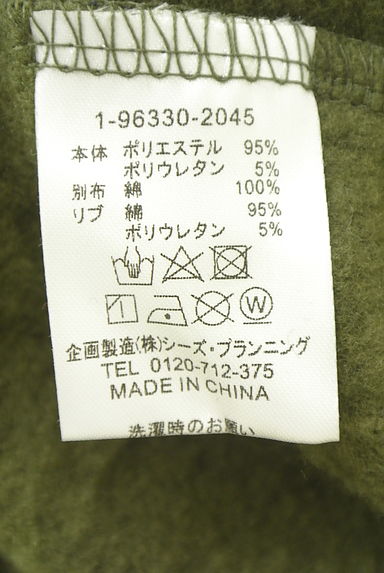 1-96330-2045
本体 ポリエステル 95%
ポリウレタン 5%
別布 綿 100%
リブ 綿 95%
ポリウレタン 5%
W
企画製造(株)シーズ・プランニング
TEL 0120-712-375
MADE IN CHINA
洗濯時のお願い